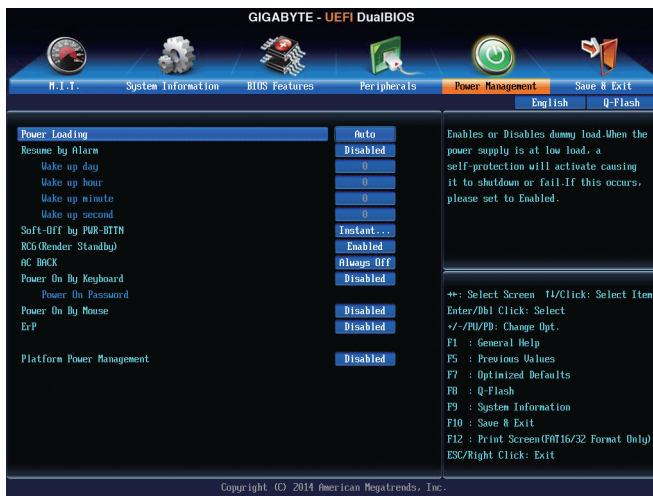 GIGABYTE - UEFI DualBIOS
M.I.T. System Information BIOS Features Peripherals Power Management Save & Exit
English Q-Flash
Power Loading Auto
Resume by Alarm Disabled
Wake up day 0
Wake up hour 0
Wake up minute 0
Wake up second 0
Soft-Off by PWR-BTTN Instant...
RC6(Render Standby) Enabled
AC BACK Always Off
Power On By Keyboard Disabled
Power On Password
Power On By Mouse Disabled
ErP Disabled
Platform Power Management Disabled
Enables or Disables dummy load.When the
power supply is at low load, a
self-protection will activate causing
it to shutdown or fail.If this occurs,
please set to Enabled.
→←: Select Screen ↑↓/Click: Select Item
Enter/Dbl Click: Select
+/-/PU/PD: Change Opt.
F1 : General Help
F5 : Previous Values
F7 : Optimized Defaults
F8 : Q-Flash
F9 : System Information
F10 : Save & Exit
F12 : Print Screen(FAT16/32 Format Only)
ESC/Right Click: Exit
Copyright (C) 2014 American Megatrends, Inc.